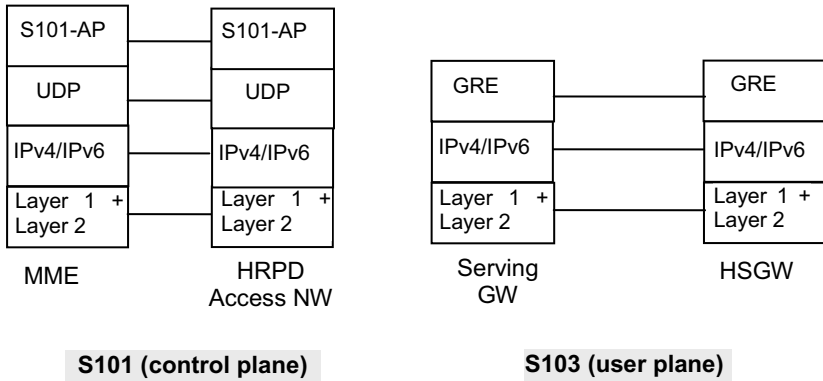 S101-AP
UDP
IPv4/IPv6
Layer 1 +
Layer 2
MME
S101-AP
UDP
IPv4/IPv6
Layer 1 +
Layer 2
HRPD
Access NW
S101 (control plane)
GRE
IPv4/IPv6
Layer 1 +
Layer 2
Serving
GW
GRE
IPv4/IPv6
Layer 1 +
Layer 2
HSGW
S103 (user plane)